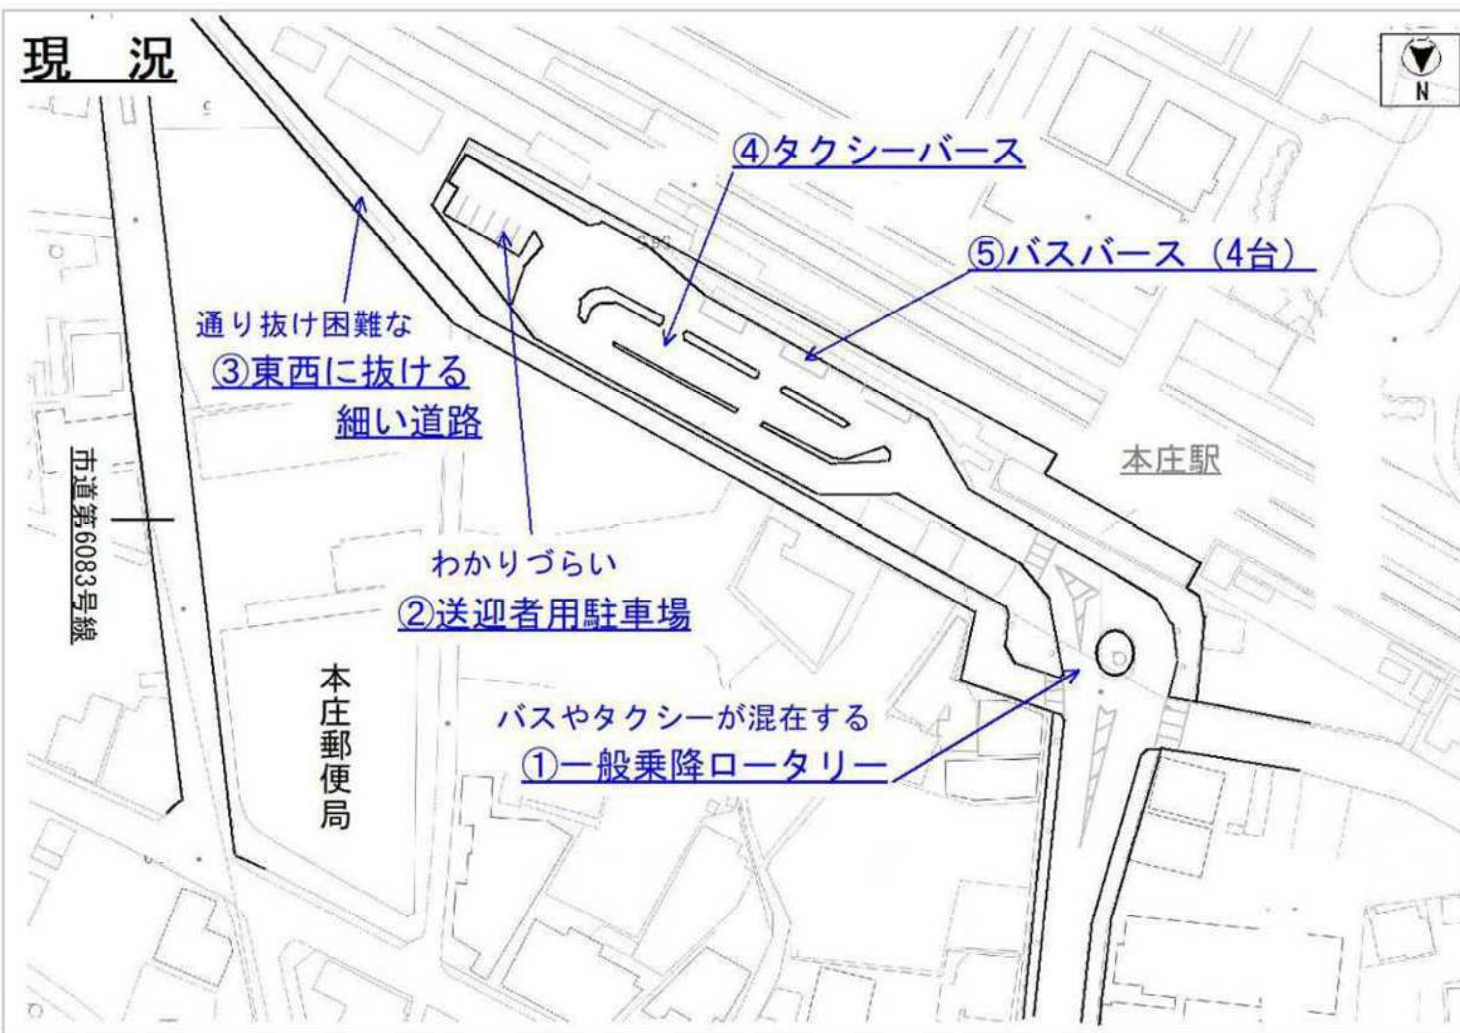 現　況
N
④タクシーバース
⑤バスバース（4台）
通り抜け困難な
③東西に抜ける
細い道路
本庄駅
市道第6083号線
わかりづらい
②送迎者用駐車場
本庄郵便局
バスやタクシーが混在する
①一般乗降ロータリー